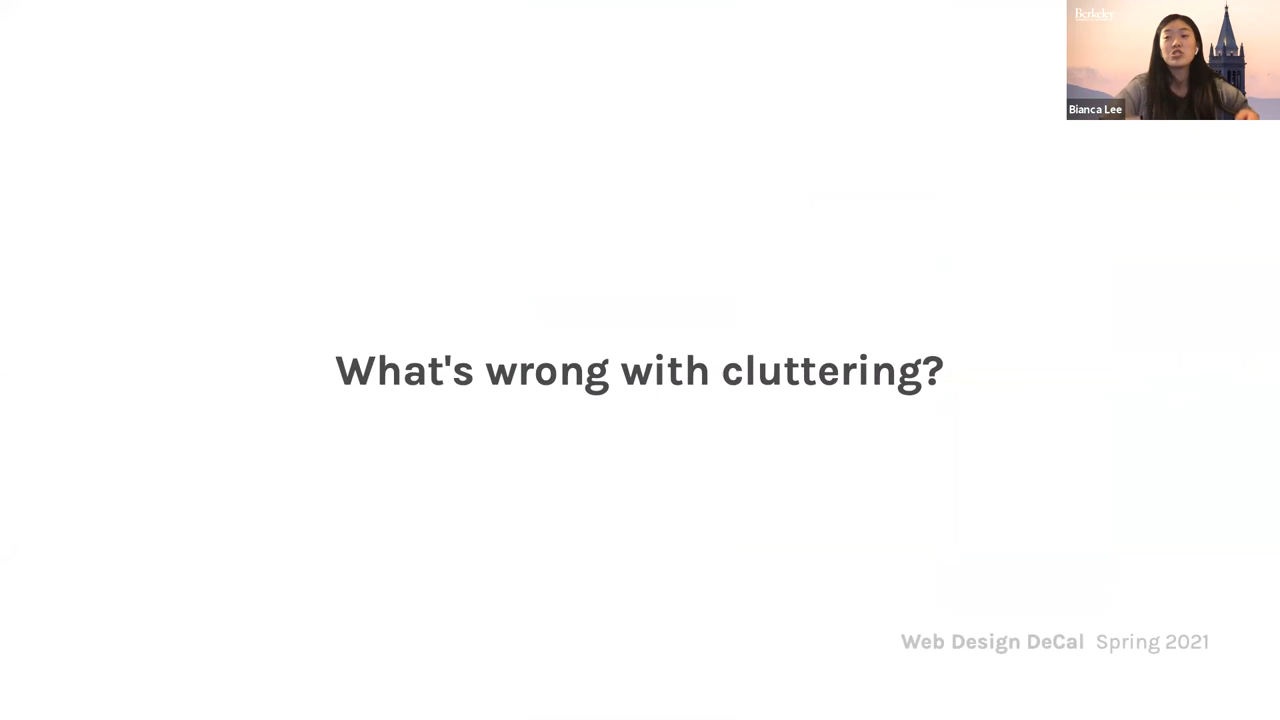 Berkeley
Bianca Lee
What's wrong with cluttering?
Web Design DeCal Spring 2021